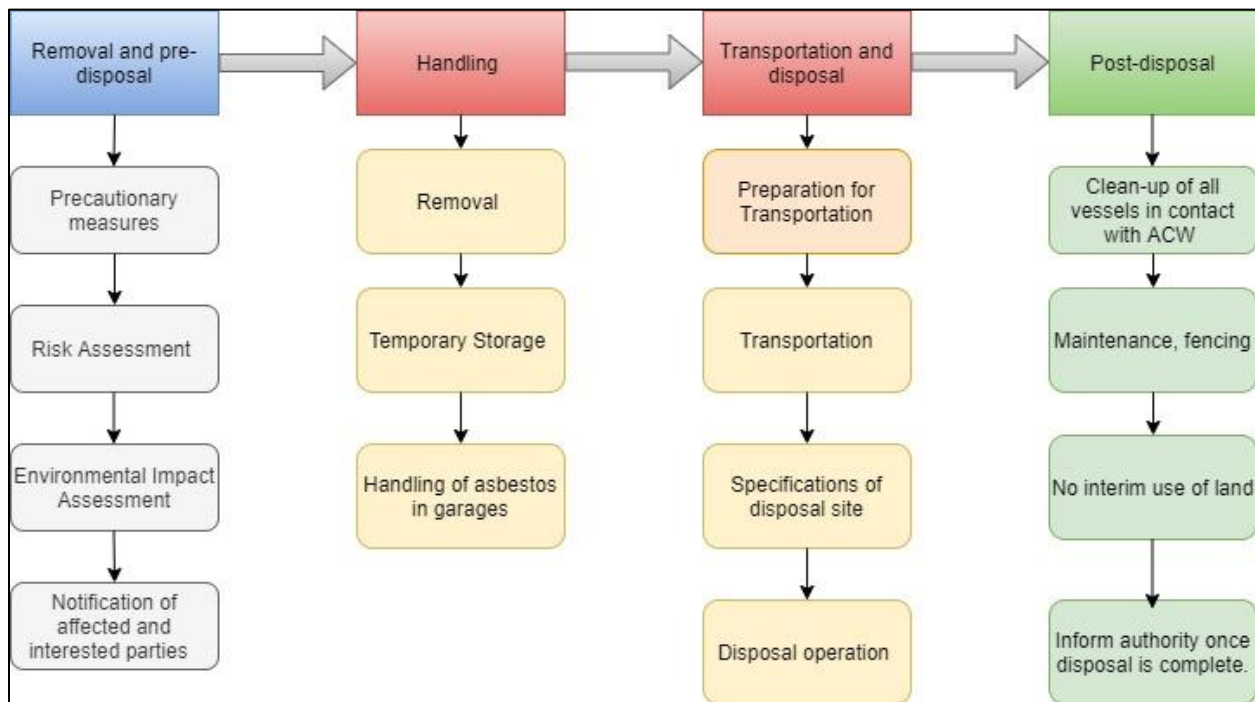 Removal and pre-
disposal
Handling
Transportation and
disposal
Post-disposal
Precautionary
measures
Risk Assessment
Environmental Impact
Assessment
Notification of
affected and
interested parties
Removal
Temporary Storage
Handling of asbestos
in garages
Preparation for
Transportation
Transportation
Specifications of
disposal site
Disposal operation
Clean-up of all
vessels in contact
with ACW
Maintenance, fencing
No interim use of land
Inform authority once
disposal is complete.